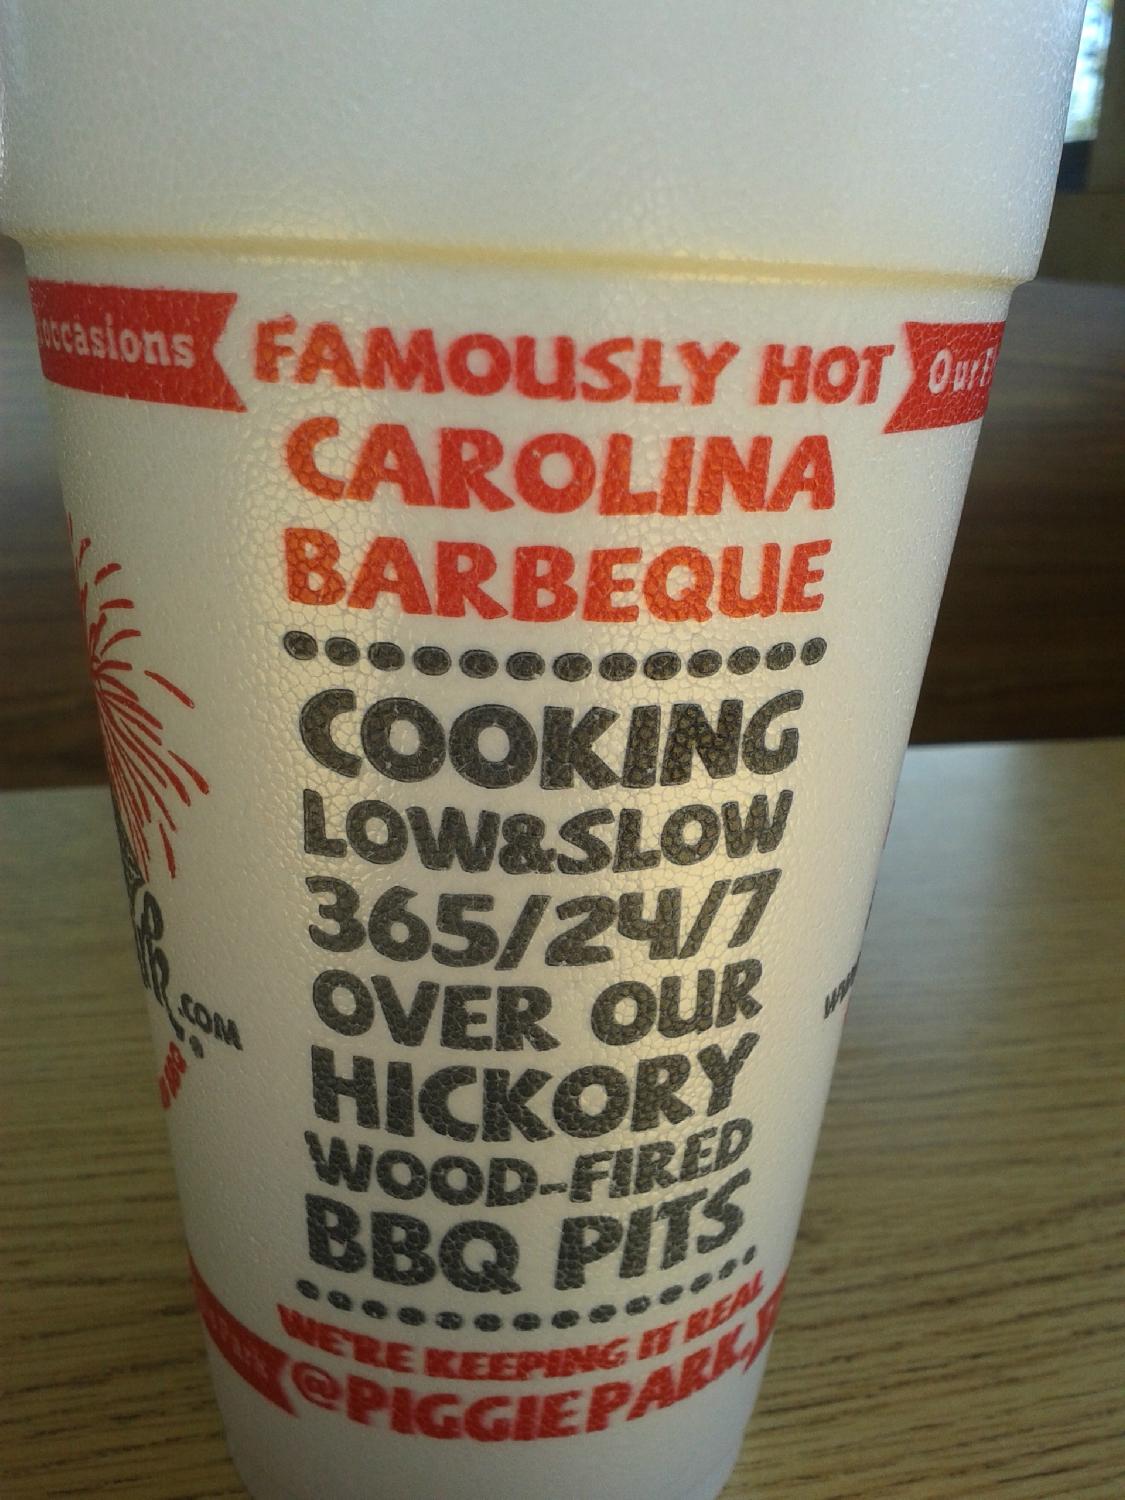 occasions
FAMOUSLY HOT
Our
CAROLINA
BARBEQUE
COOKING
LOW&SLOW
365/24/7
OVER OUR
HICKORY
WOOD-FIRED
BBQ PITS
WE'RE KEEPING IT REAL
@PIGGIEPARK,
.COM